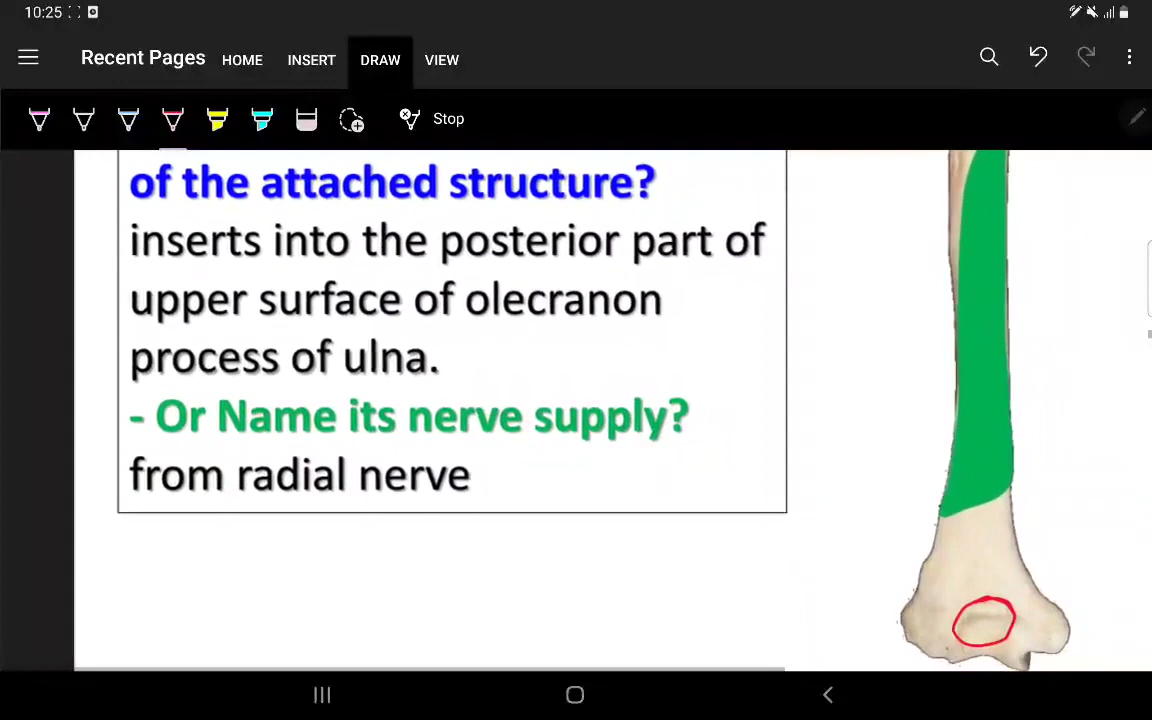 10:25
Recent Pages HOME INSERT DRAW VIEW
Stop
of the attached structure?
inserts into the posterior part of
upper surface of olecranon
process of ulna.
- Or Name its nerve supply?
from radial nerve